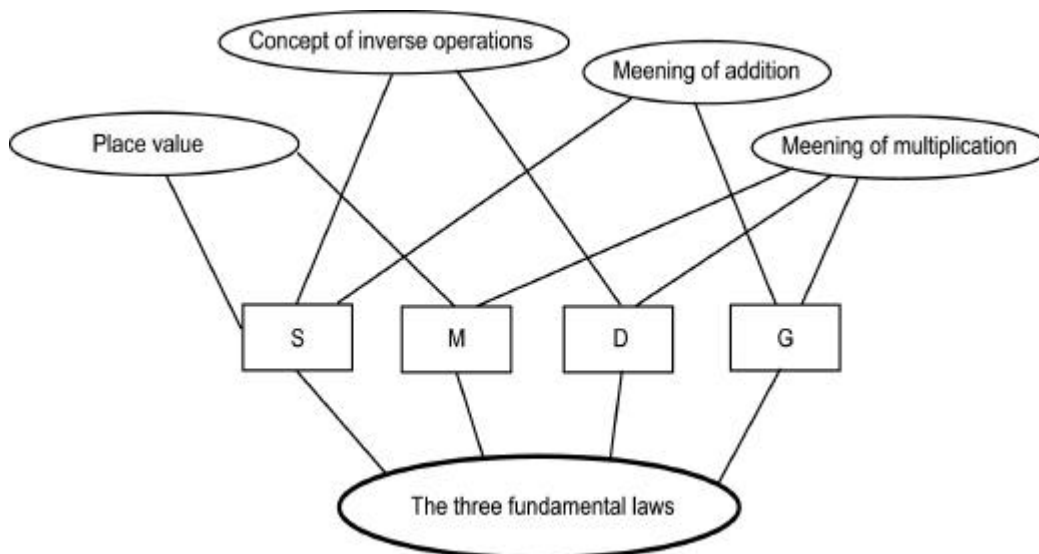 Concept of inverse operations
Meening of addition
Place value
Meening of multiplication
S
M
D
G
The three fundamental laws